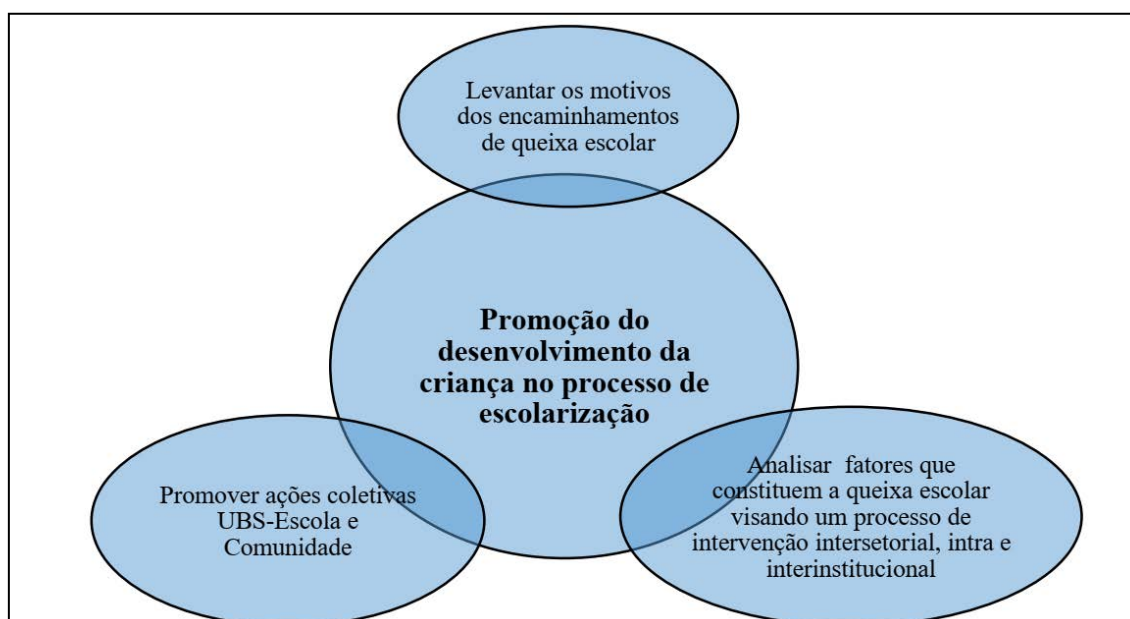 Levantar os motivos
dos encaminhamentos
de queixa escolar
Promoção do
desenvolvimento da
criança no processo de
escolarização
Promover ações coletivas
UBS-Escola e
Comunidade
Analisar fatores que
constituem a queixa escolar
visando um processo de
intervenção intersetorial, intra e
interinstitucional